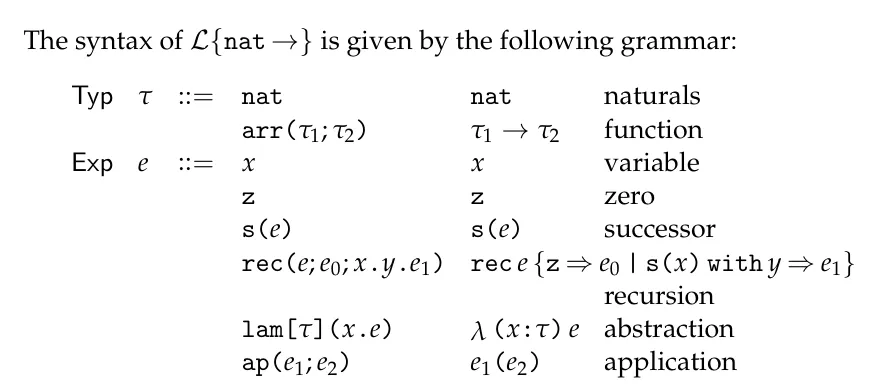 The syntax of ℒ{nat →} is given by the following grammar:
Typ τ ::= nat nat naturals
arr(τ₁;τ₂) τ₁ → τ₂ function
Exp e ::= x x variable
z z zero
s(e) s(e) successor
rec(e;e₀;x.y.e₁) rec e {z ⇒ e₀ | s(x) with y ⇒ e₁}
recursion
lam[τ](x.e) λ (x:τ) e abstraction
ap(e₁;e₂) e₁(e₂) application